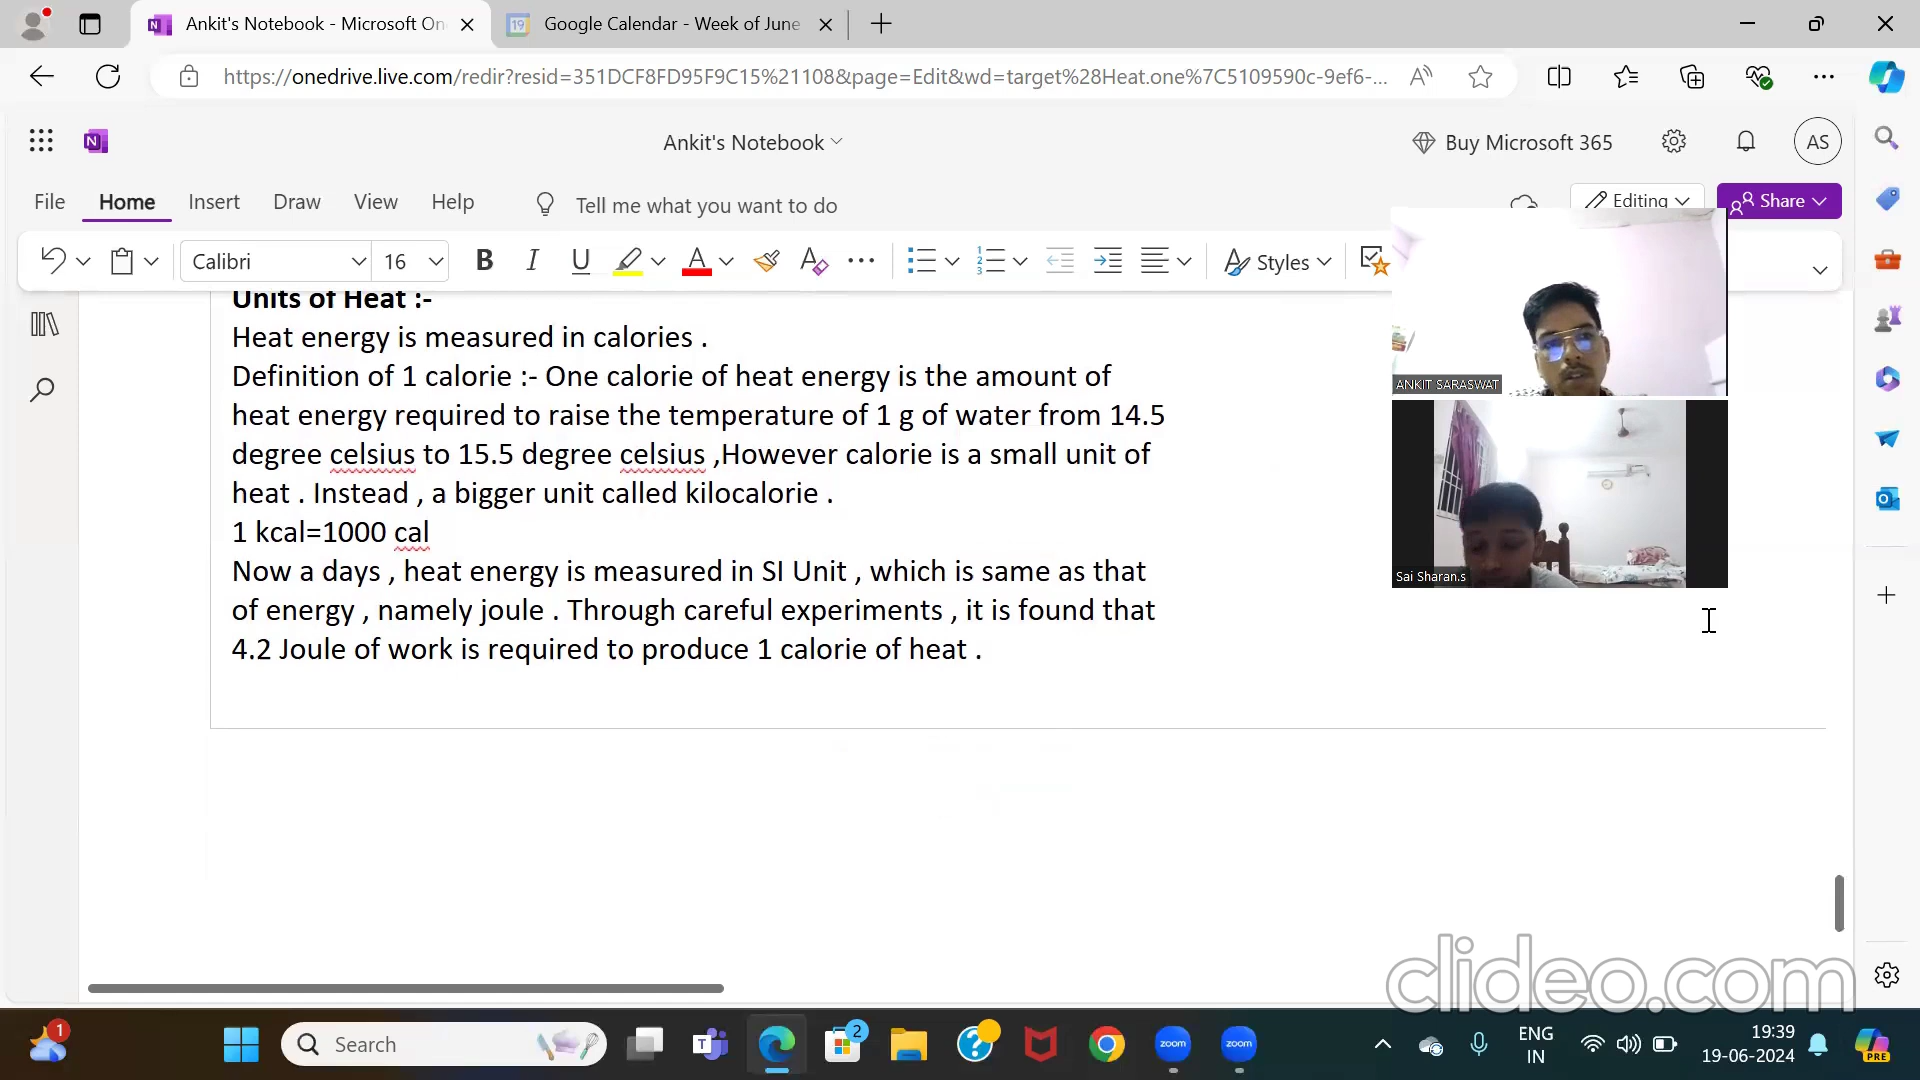 Ankit's Notebook - Microsoft On
Google Calendar - Week of June
https://onedrive.live.com/redir?resid=351DCF8FD95F9C15%21108&page=Edit&wd=target%28Heat.one%7C5109590c-9ef6-...
Ankit's Notebook
Buy Microsoft 365
AS
File Home Insert Draw View Help Tell me what you want to do
Editing
Share
Calibri 16 B I U A Styles
Units of Heat :-
Heat energy is measured in calories .
Definition of 1 calorie :- One calorie of heat energy is the amount of
heat energy required to raise the temperature of 1 g of water from 14.5
degree celsius to 15.5 degree celsius ,However calorie is a small unit of
heat . Instead , a bigger unit called kilocalorie .
1 kcal=1000 cal
Now a days , heat energy is measured in SI Unit , which is same as that
of energy , namely joule . Through careful experiments , it is found that
4.2 Joule of work is required to produce 1 calorie of heat .
ANKIT SARASWAT
Sai Sharan.s
clideo.com
1
Search
2
zoom
zoom
ENG
IN
19:39
19-06-2024
PRE